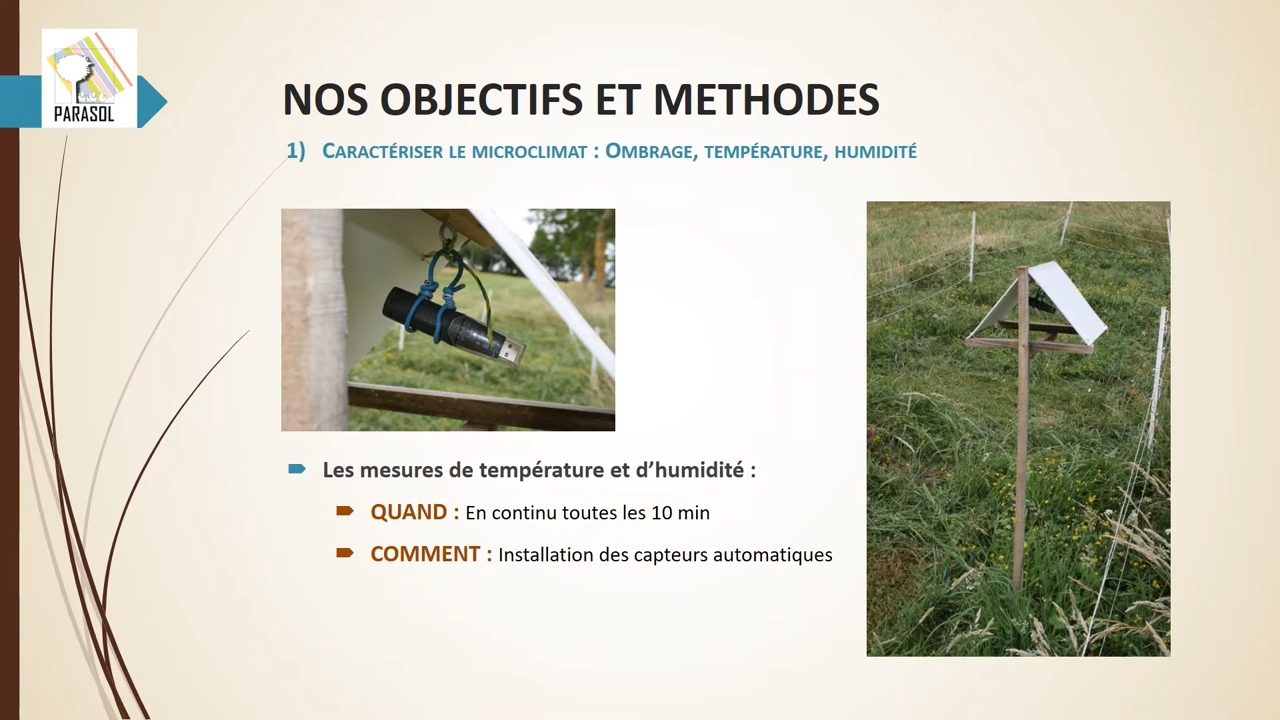 PARASOL
NOS OBJECTIFS ET METHODES
1) CARACTÉRISER LE MICROCLIMAT : OMBRAGE, TEMPÉRATURE, HUMIDITÉ
Les mesures de température et d’humidité :
QUAND : En continu toutes les 10 min
COMMENT : Installation des capteurs automatiques